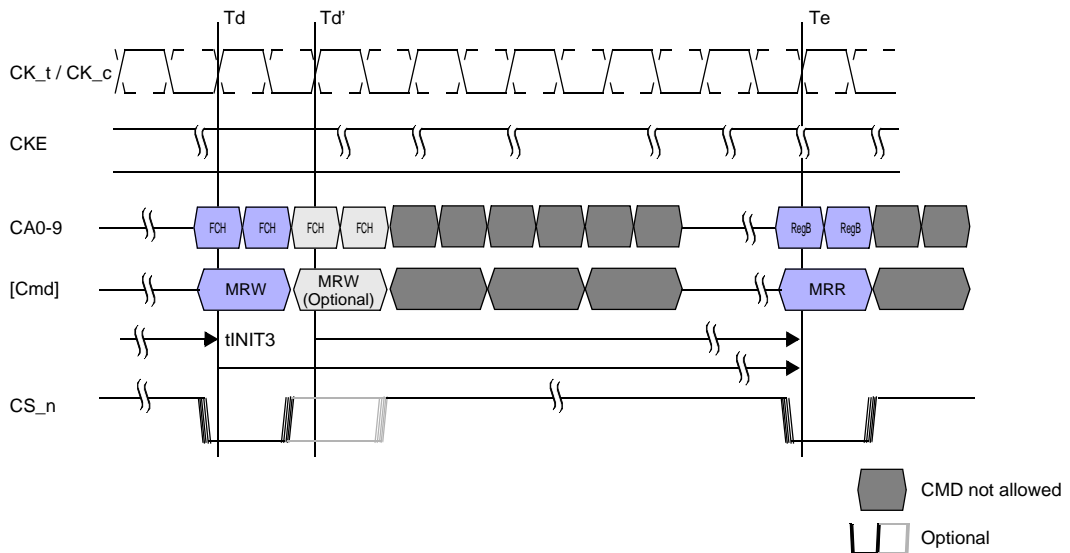 Td Td’ Te
CK_t / CK_c
CKE
CA0-9 FCH FCH FCH FCH RegB RegB
[Cmd] MRW MRW (Optional) MRR
tINIT3
CS_n
CMD not allowed
Optional